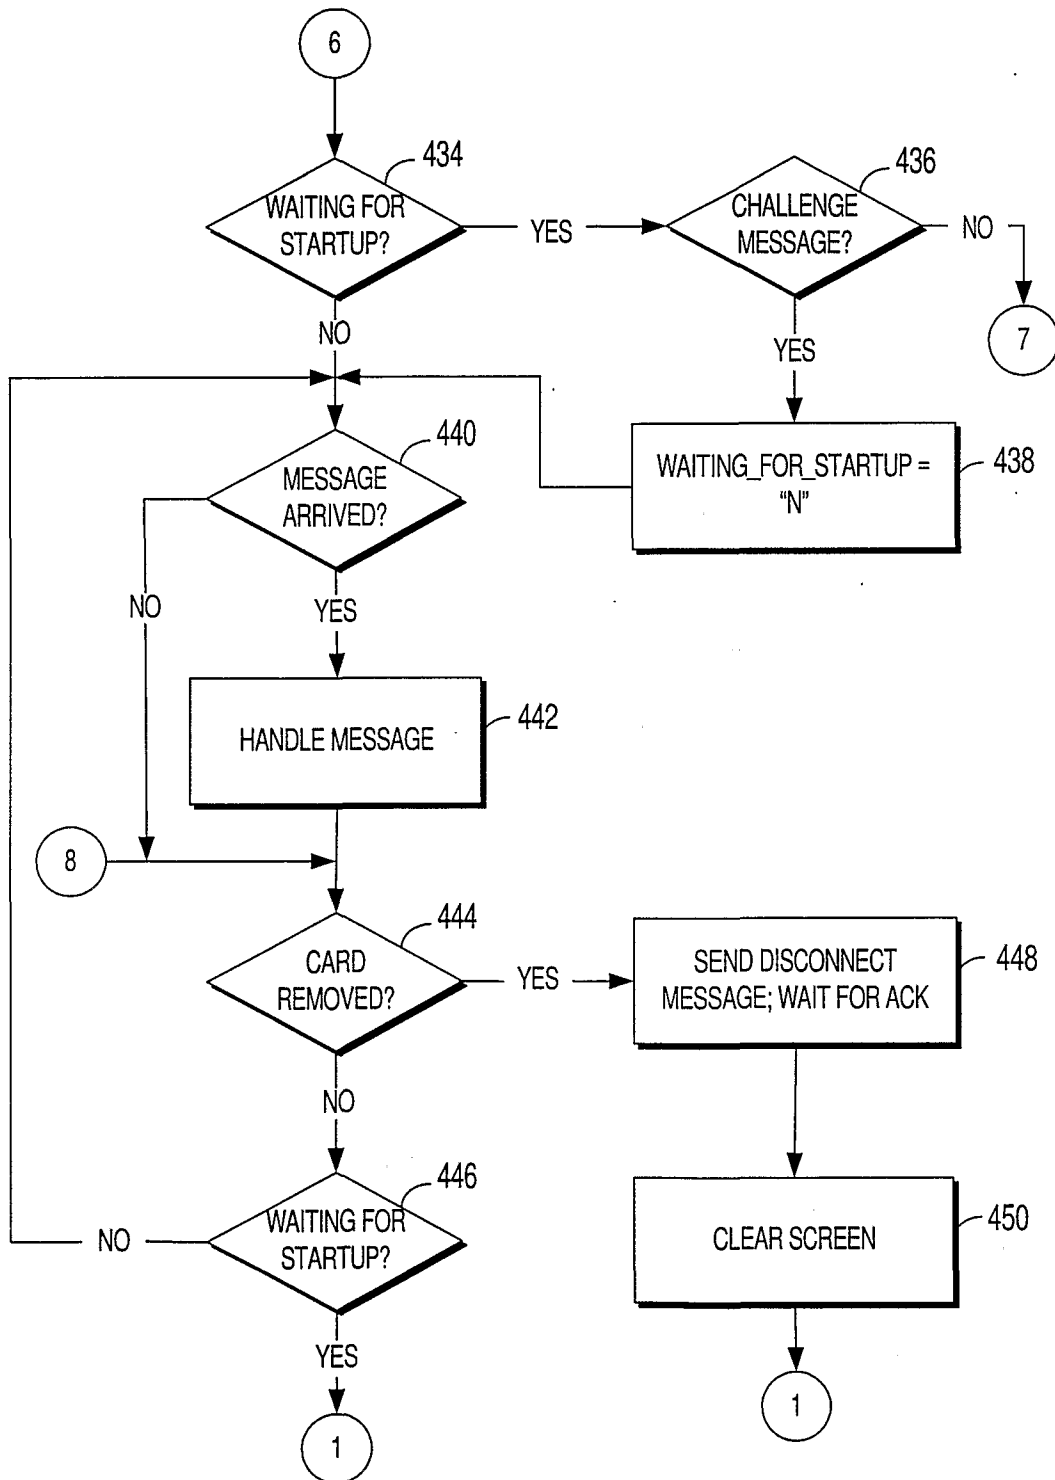 6
434
WAITING FOR
STARTUP?
YES
436
CHALLENGE
MESSAGE?
NO
7
NO
YES
440
MESSAGE
ARRIVED?
WAITING_FOR_STARTUP =
“N”
438
NO
YES
HANDLE MESSAGE
442
8
444
CARD
REMOVED?
YES
SEND DISCONNECT
MESSAGE; WAIT FOR ACK
448
NO
446
WAITING FOR
STARTUP?
NO
CLEAR SCREEN
450
YES
1
1